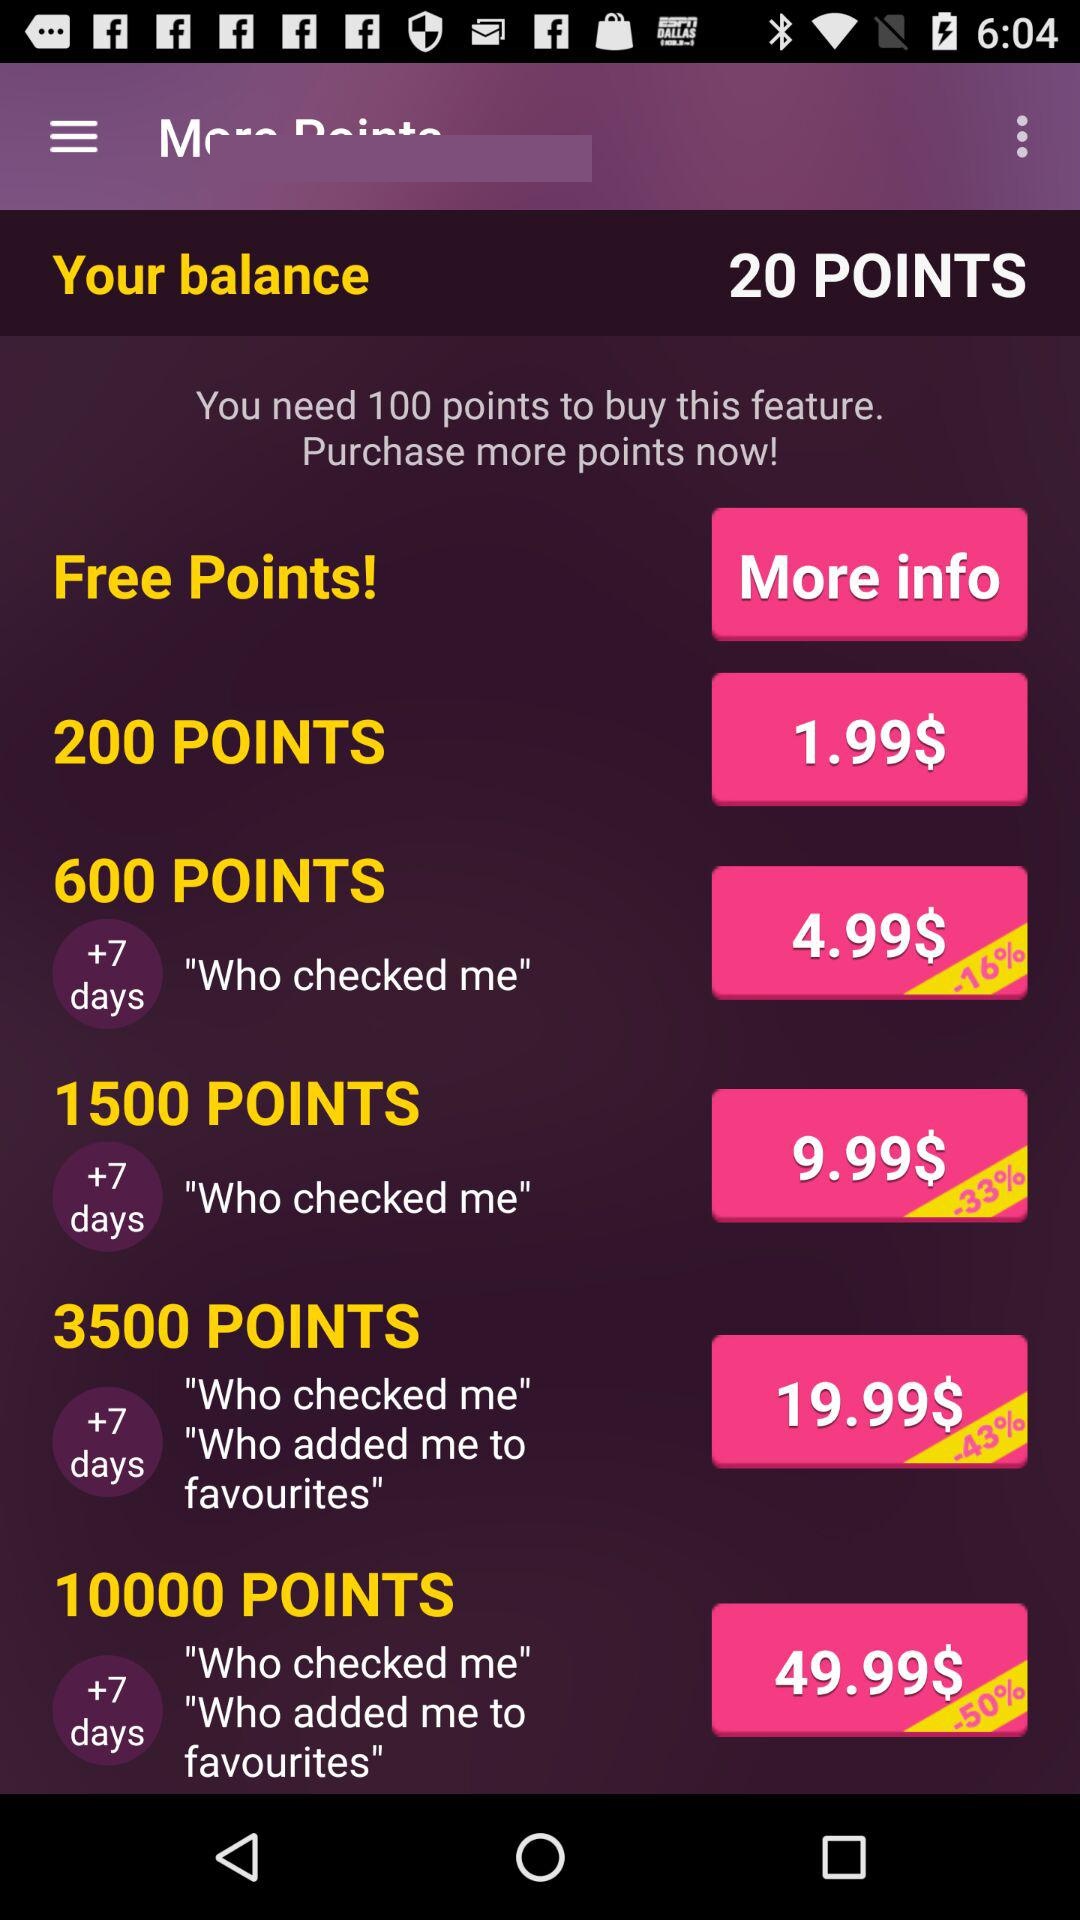 ESPN
DALLAS
6:04
More Points
Your balance
20 POINTS
You need 100 points to buy this feature.
Purchase more points now!
Free Points!
More info
200 POINTS
1.99$
600 POINTS
+7
days
"Who checked me"
4.99$
-16%
1500 POINTS
+7
days
"Who checked me"
9.99$
-33%
3500 POINTS
+7
days
"Who checked me"
"Who added me to
favourites"
19.99$
-43%
10000 POINTS
+7
days
"Who checked me"
"Who added me to
favourites"
49.99$
-50%